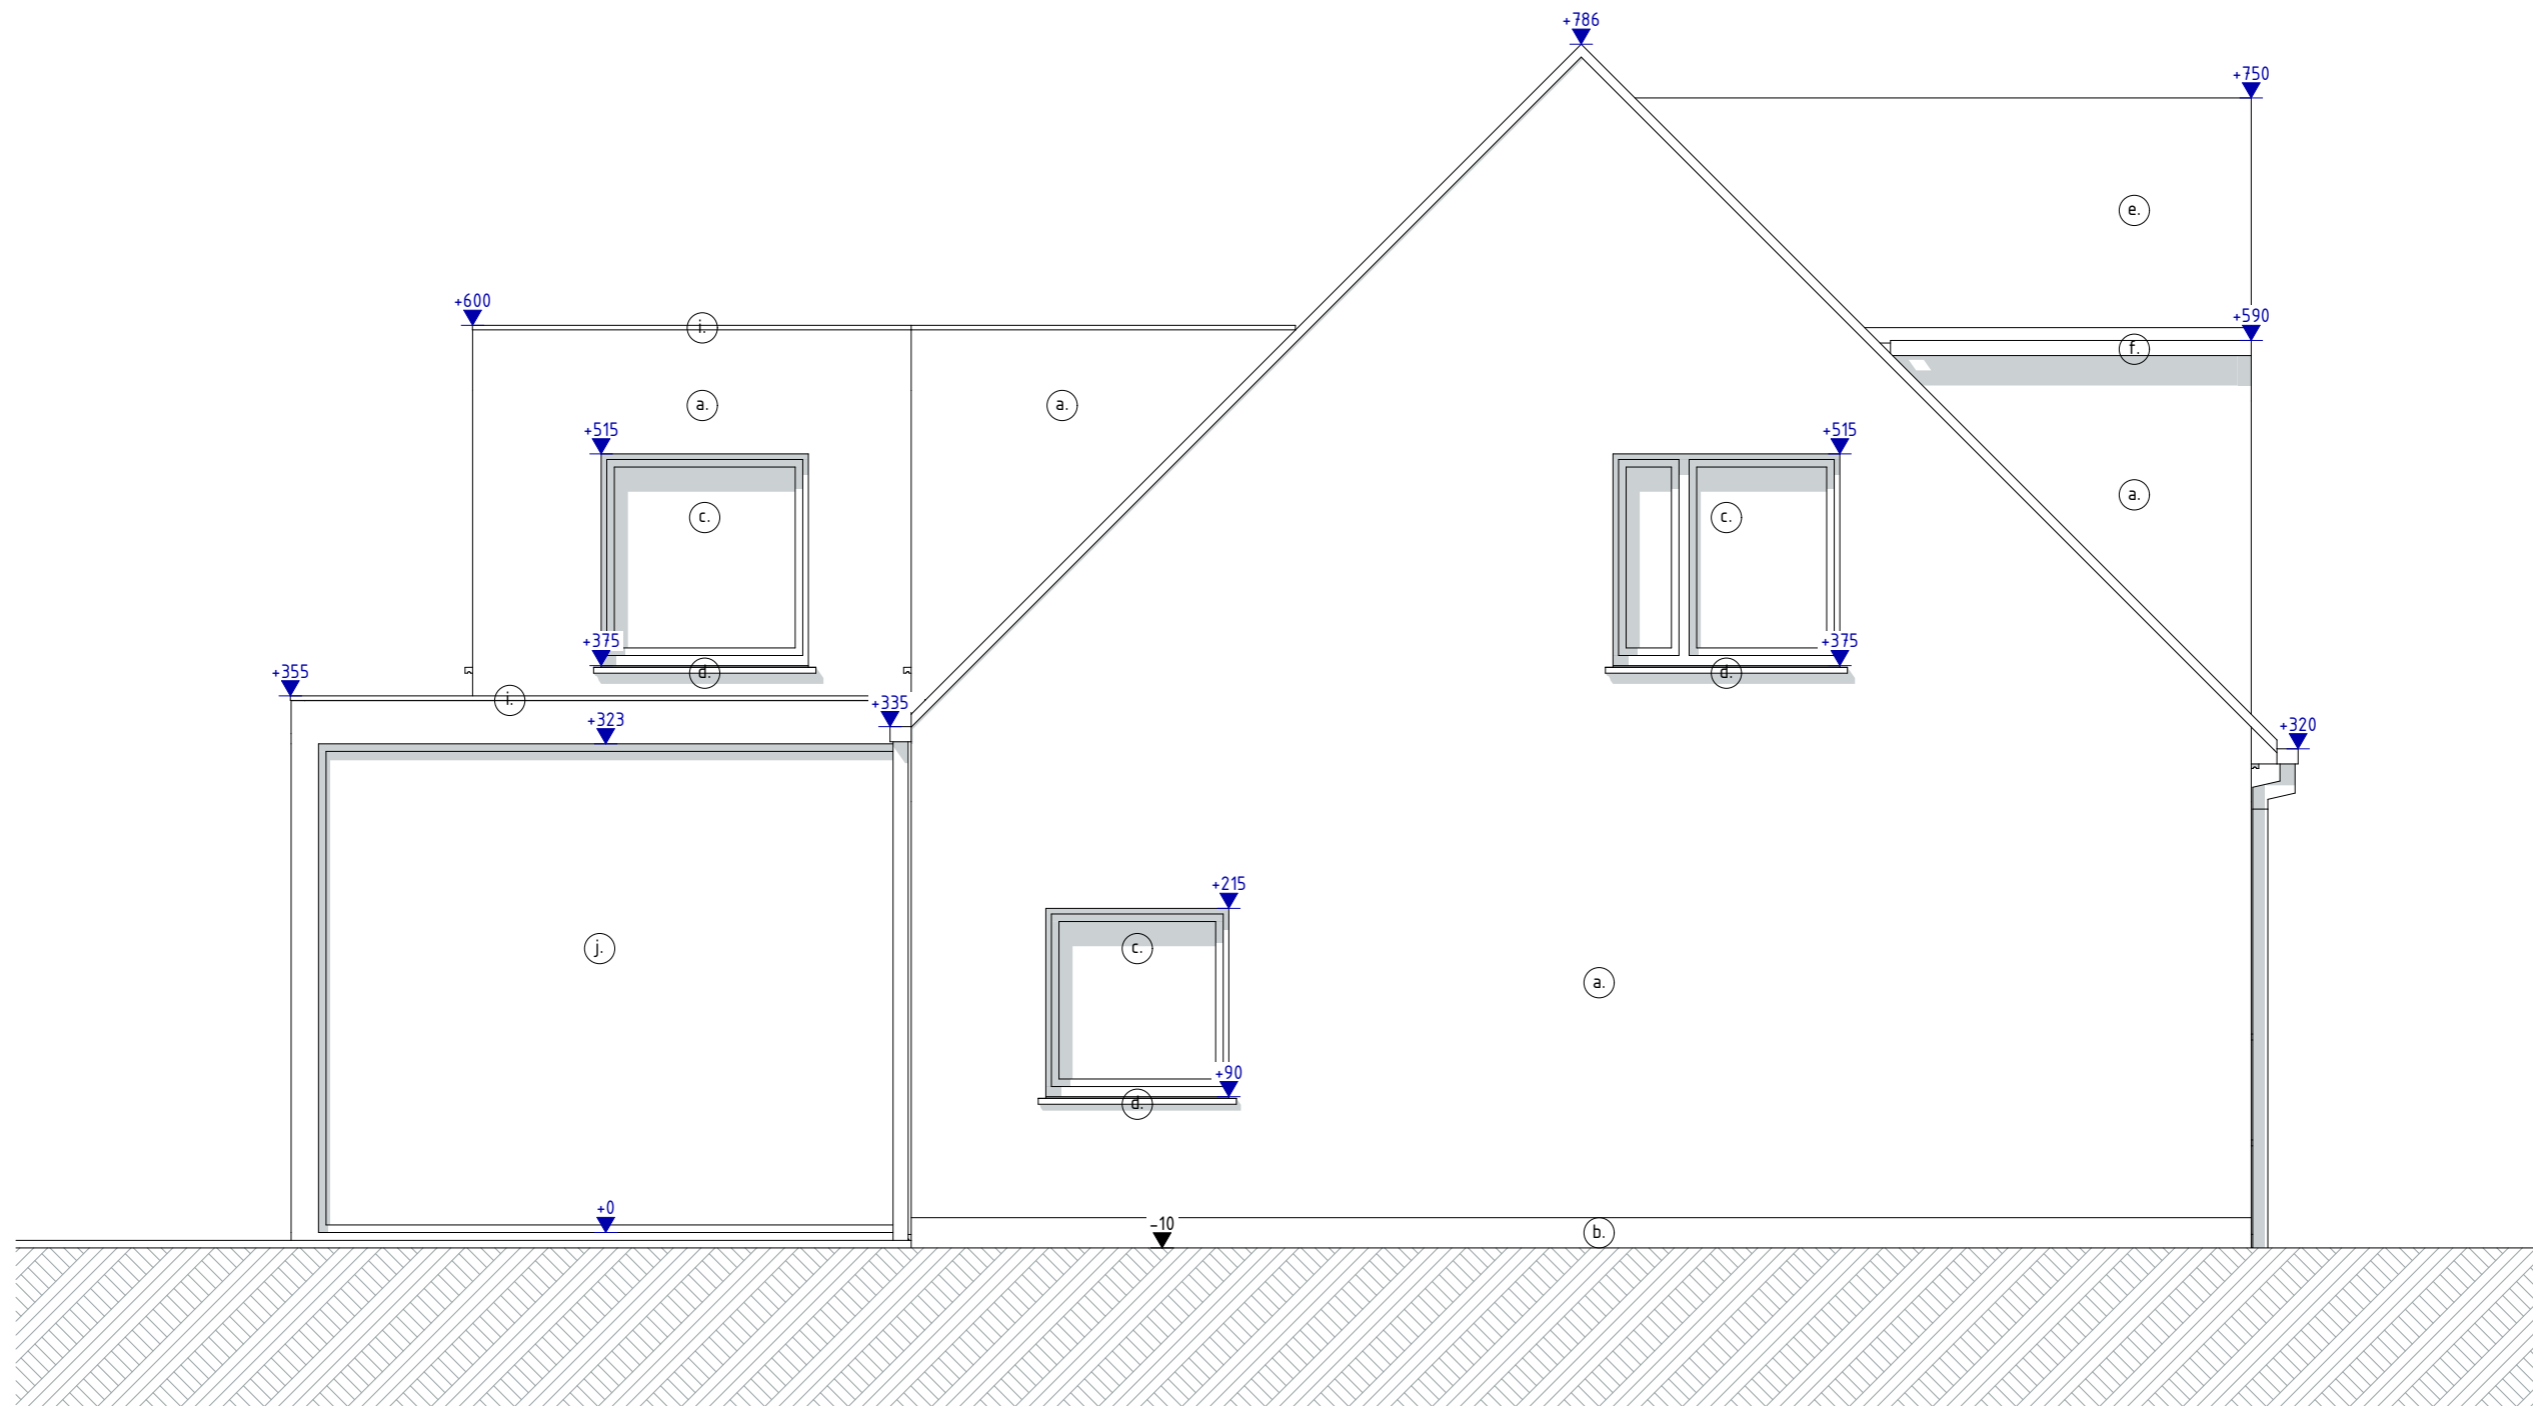 +786
+750
e.
+600
+590
i.
f.
a.
a.
+515
+515
a.
c.
c.
+375
+375
d.
d.
+355
i.
+335
+323
+320
+215
j.
c.
a.
+90
d.
+0
-10
b.